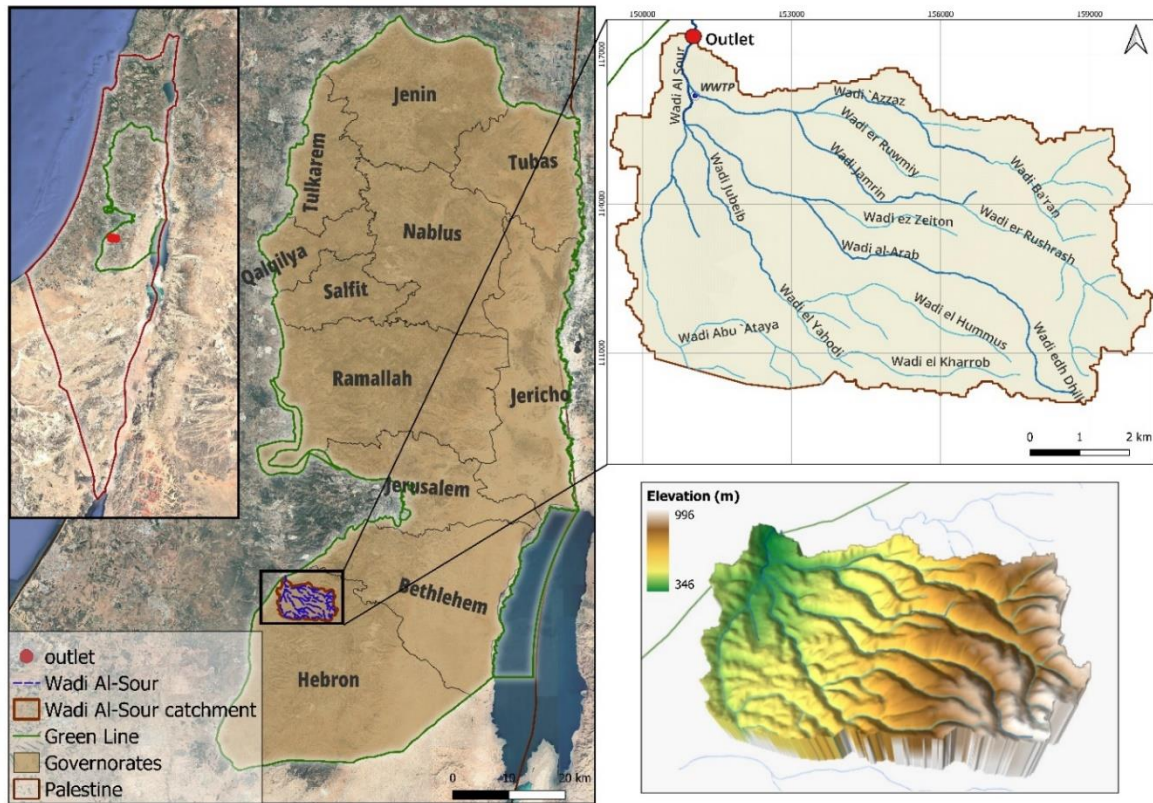 Jenin
Tulkarem
Tubas
Nablus
Qalqilya
Salfit
Ramallah
Jericho
Jerusalem
Bethlehem
Hebron
outlet
Wadi Al-Sour
Wadi Al-Sour catchment
Green Line
Governorates
Palestine
0 10 20 km
150000 153000 156000 159000
117000
114000
111000
Outlet
Wadi Al Sour
WWTP
Wadi `Azzaz
Wadi er Ruwmiy
Wadi Jamrin
Wadi Ba'ran
Wadi Jubeib
Wadi ez Zeiton
Wadi er Rushrash
Wadi al-Arab
Wadi el Yahodi
Wadi el Hummus
Wadi Abu `Ataya
Wadi el Kharrob
Wadi edh Dhilb
0 1 2 km
Elevation (m)
996
346